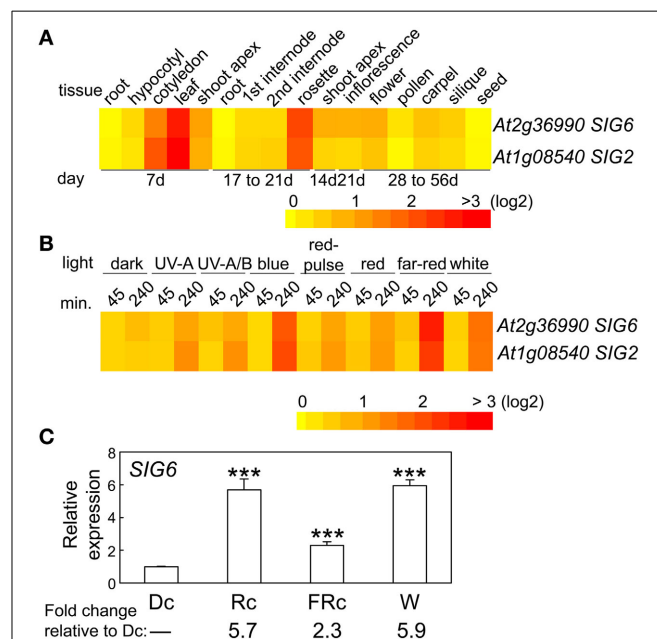 A
tissue root hypocotyl cotyledon leaf shoot apex root 1st internode 2nd internode rosette shoot apex inflorescence flower pollen carpel silique seed
At2g36990 SIG6
At1g08540 SIG2
day 7d 17 to 21d 14d 21d 28 to 56d
0 1 2 >3 (log2)
B
light dark UV-A UV-A/B blue red-pulse red far-red white
min. 45 240 45 240 45 240 45 240 45 240 45 240 45 240 45 240
At2g36990 SIG6
At1g08540 SIG2
0 1 2 > 3 (log2)
C
SIG6
Relative expression
8
6
4
2
0
*** *** ***
Dc Rc FRc W
Fold change
relative to Dc: — 5.7 2.3 5.9